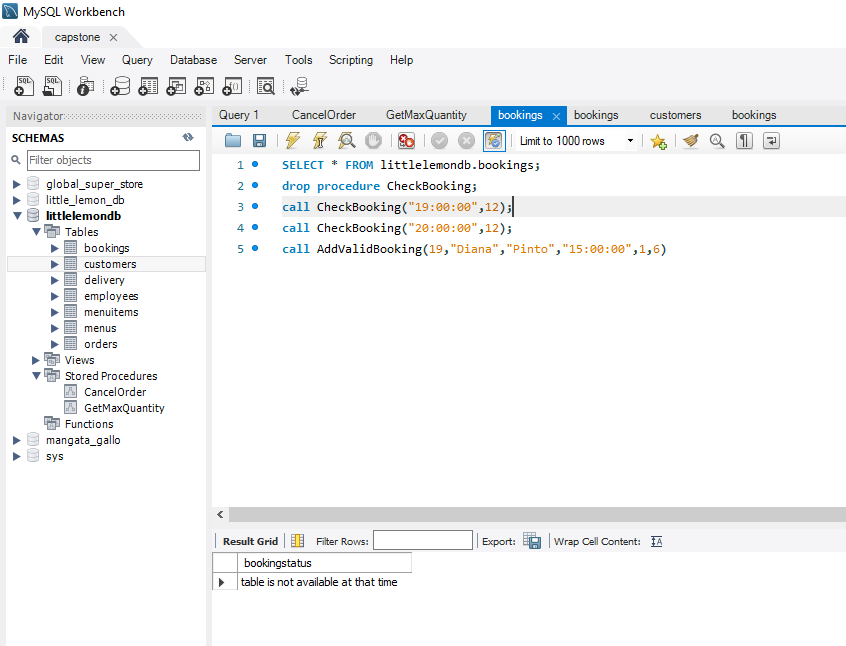 MySQL Workbench
capstone
File Edit View Query Database Server Tools Scripting Help
Navigator
SCHEMAS
Filter objects
global_super_store
little_lemon_db
littlelemondb
Tables
bookings
customers
delivery
employees
menuitems
menus
orders
Views
Stored Procedures
CancelOrder
GetMaxQuantity
Functions
mangata_gallo
sys
Query 1 CancelOrder GetMaxQuantity bookings bookings customers bookings
Limit to 1000 rows
1 SELECT * FROM littlelemondb.bookings;
2 drop procedure CheckBooking;
3 call CheckBooking("19:00:00",12);
4 call CheckBooking("20:00:00",12);
5 call AddValidBooking(19,"Diana","Pinto","15:00:00",1,6)
Result Grid Filter Rows: Export: Wrap Cell Content:
bookingstatus
table is not available at that time